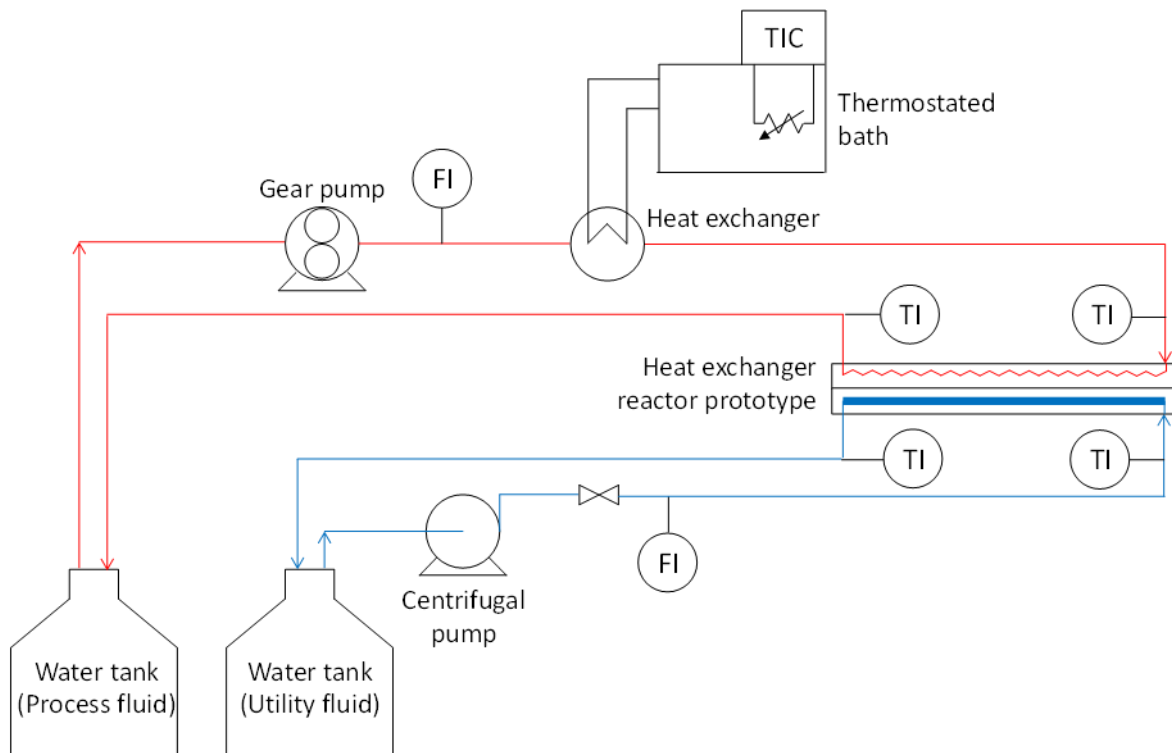 TIC
Thermostated
bath
Gear pump
FI
Heat exchanger
TI
TI
Heat exchanger
reactor prototype
TI
TI
FI
Centrifugal
pump
Water tank
(Process fluid)
Water tank
(Utility fluid)